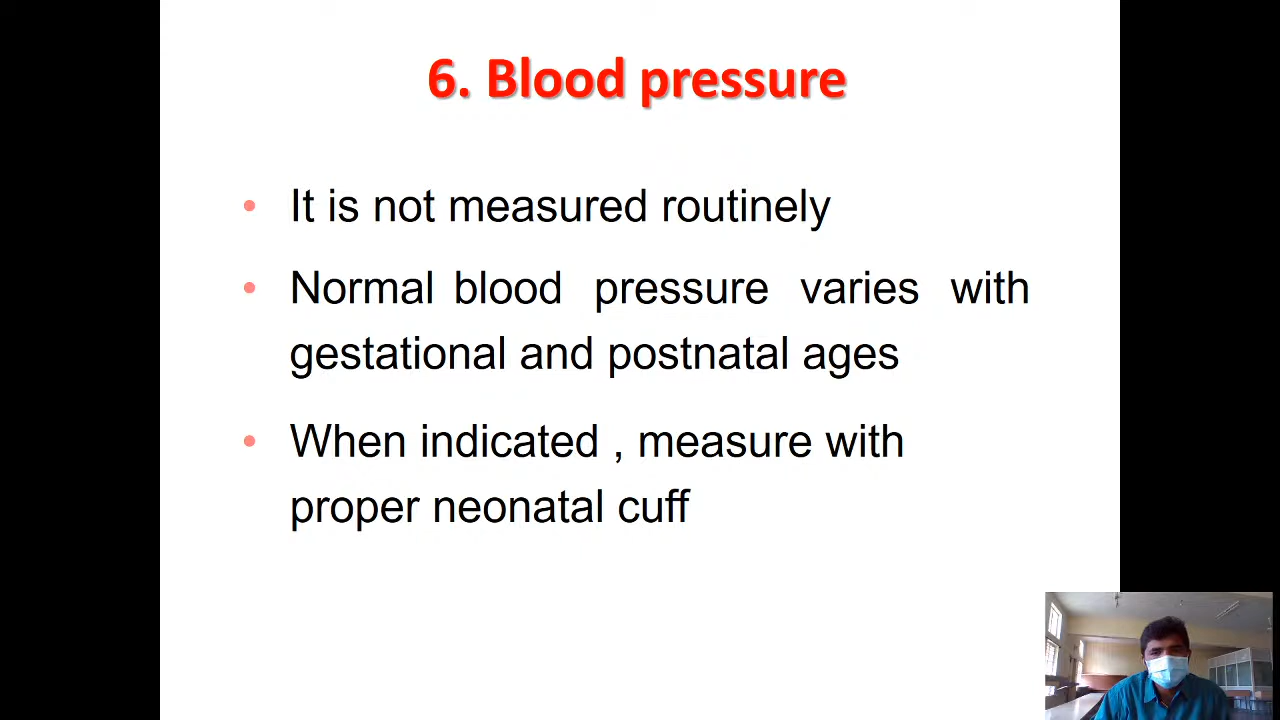 6. Blood pressure
• It is not measured routinely
• Normal blood pressure varies with
gestational and postnatal ages
• When indicated , measure with
proper neonatal cuff